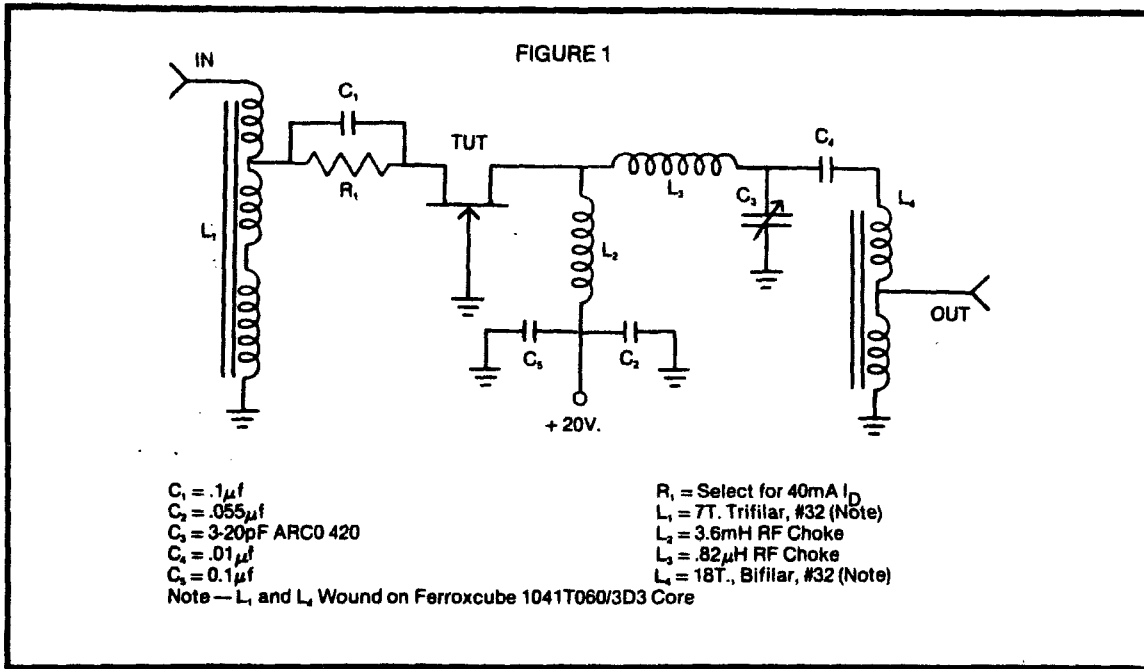 FIGURE 1
IN
C₁
R₁
TUT
L₁
L₂
L₃
C₃
C₄
L₄
OUT
C₅
C₂
+ 20V.
C₁ = .1μf
C₂ = .055μf
C₃ = 3-20pF ARCO 420
C₄ = .01μf
C₅ = 0.1μf
Note — L₁ and L₄ Wound on Ferroxcube 1041T060/3D3 Core
R₁ = Select for 40mA I_D
L₁ = 7T. Trifilar, #32 (Note)
L₂ = 3.6mH RF Choke
L₃ = .82μH RF Choke
L₄ = 18T., Bifilar, #32 (Note)